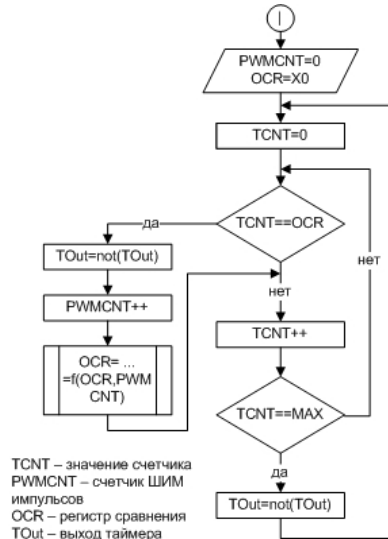 I
PWMCNT=0
OCR=X0
TCNT=0
TCNT==OCR
да
нет
TOut=not(TOut)
PWMCNT++
OCR= ...
=f(OCR,PWM
CNT)
нет
TCNT++
TCNT==MAX
да
TOut=not(TOut)
TCNT – значение счетчика
PWMCNT – счетчик ШИМ
импульсов
OCR – регистр сравнения
TOut – выход таймера